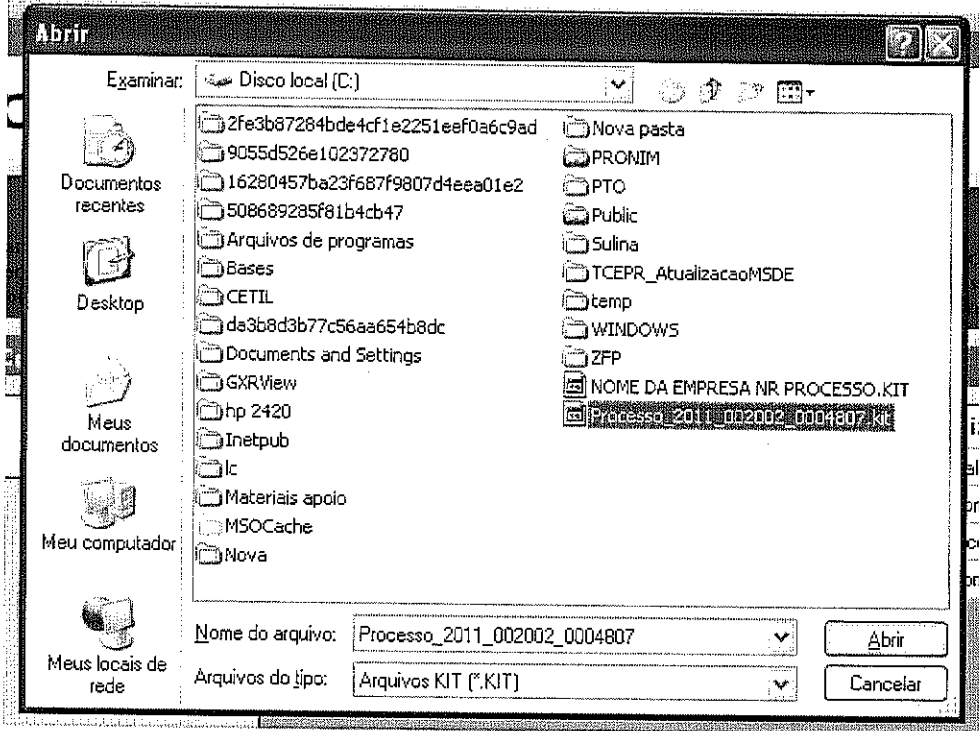 Abrir
Examinar:
Disco local (C:)
Documentos
recentes
Desktop
Meus
documentos
Meu computador
Meus locais de
rede
2fe3b87284bde4cf1e2251eef0a6c9ad
9055d526e102372780
16280457ba23f687f9807d4eea01e2
508689285f81b4cb47
Arquivos de programas
Bases
CETIL
da3b8d3b77c56aa654b8dc
Documents and Settings
GXRView
hp 2420
Inetpub
lc
Materiais apoio
MSOCache
Nova
Nova pasta
PRONIM
PTO
Public
Sulina
TCEPR_AtualizacaoMSDE
temp
WINDOWS
ZFP
NOME DA EMPRESA NR PROCESSO.KIT
Processo_2011_002002_0004807.kit
Nome do arquivo:
Processo_2011_002002_0004807
Abrir
Arquivos do tipo:
Arquivos KIT (*.KIT)
Cancelar